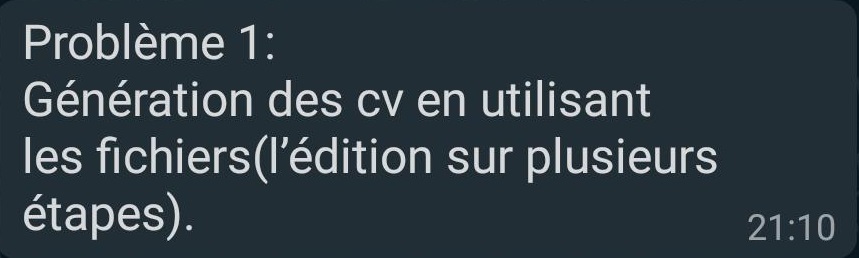 Problème 1:
Génération des cv en utilisant
les fichiers(l’édition sur plusieurs
étapes).
21:10